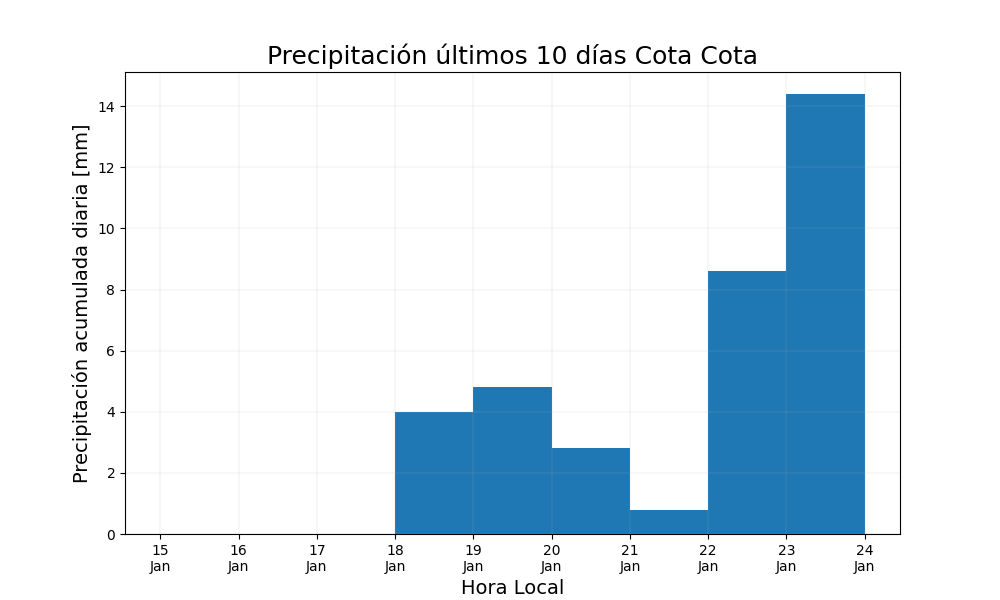 Precipitación últimos 10 días Cota Cota
Precipitación acumulada diaria [mm]
14
12
10
8
6
4
2
0
15 16 17 18 19 20 21 22 23 24
Jan Jan Jan Jan Jan Jan Jan Jan Jan Jan
Hora Local